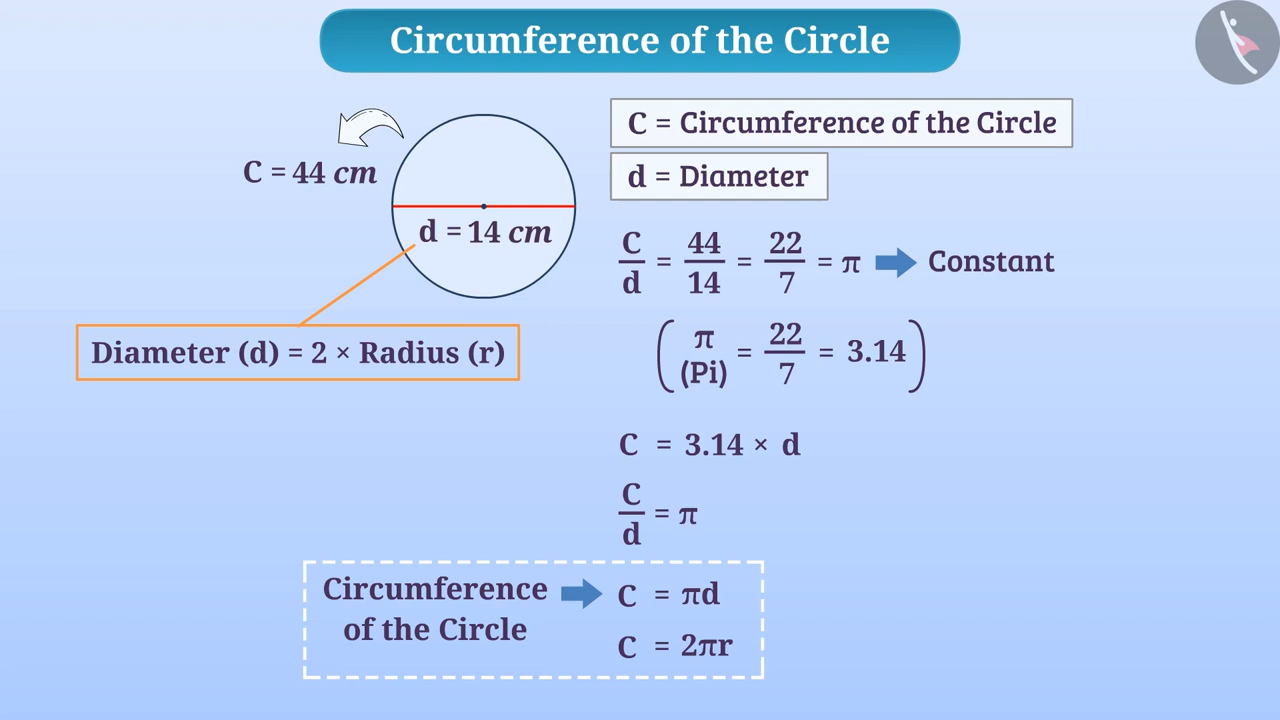 Circumference of the Circle
C = 44 cm
d = 14 cm
Diameter (d) = 2 × Radius (r)
C = Circumference of the Circle
d = Diameter
C/d = 44/14 = 22/7 = π Constant
( π (Pi) = 22/7 = 3.14 )
C = 3.14 × d
C/d = π
Circumference
of the Circle
C = πd
C = 2πr